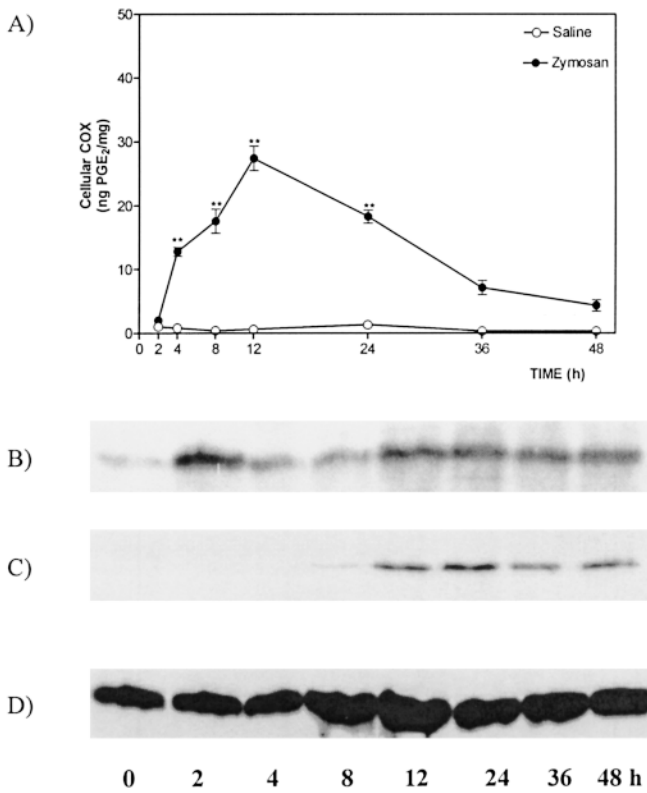 A)
50
40
30
20
10
0
Cellular COX
(ng PGE₂/mg)
Saline
Zymosan
**
**
**
**
0 2 4 8 12 24 36 48
TIME (h)
B)
C)
D)
0 2 4 8 12 24 36 48 h